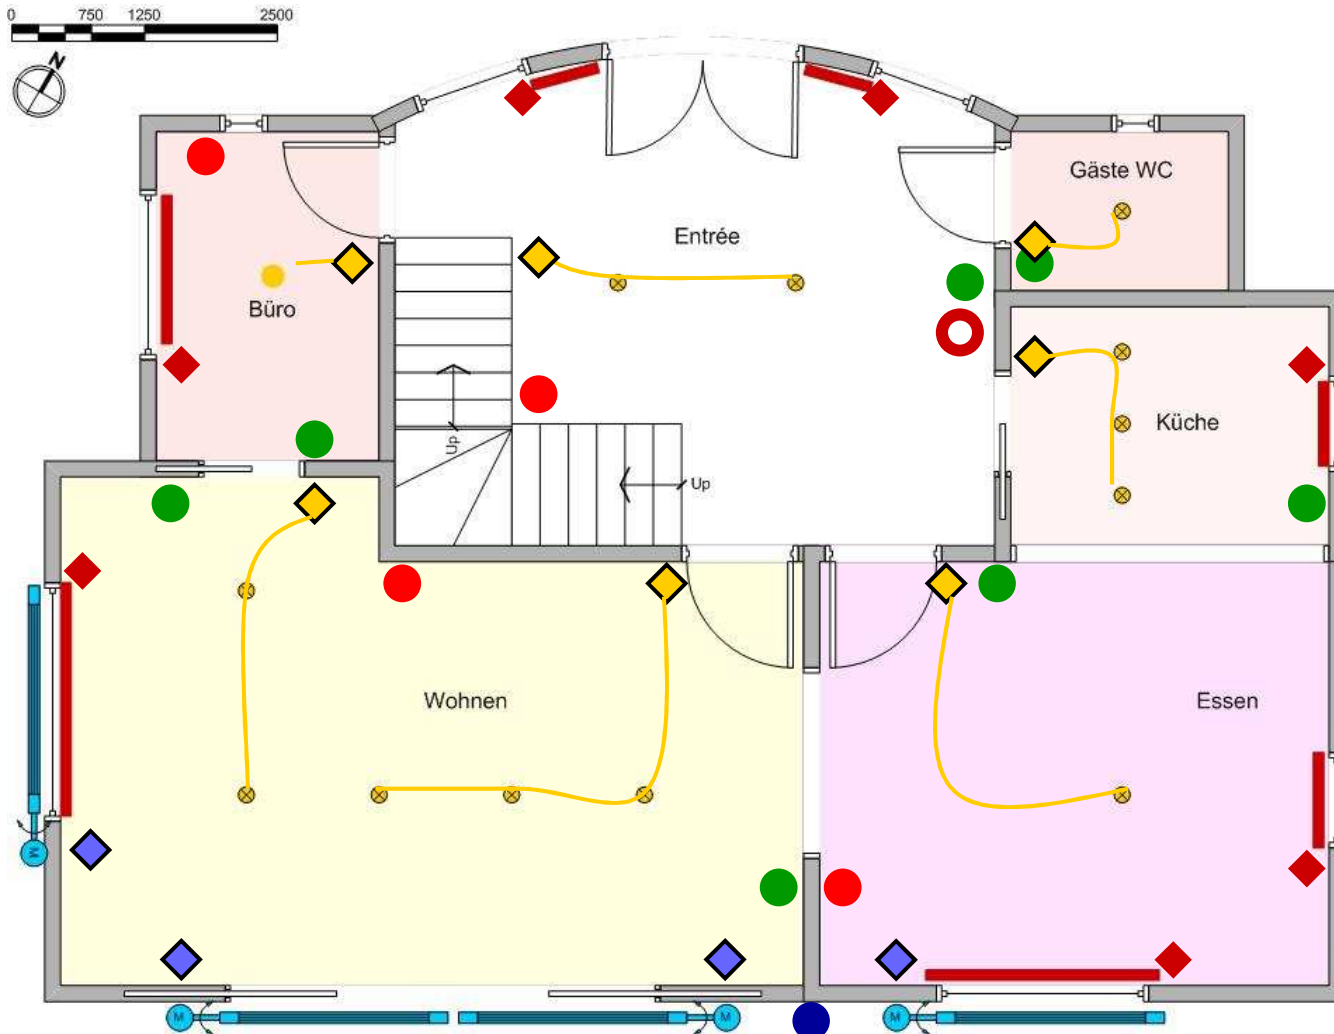 0 750 1250 2500
N
Gäste WC
Entrée
Büro
Küche
Up
Up
Wohnen
Essen
M
M
M
M